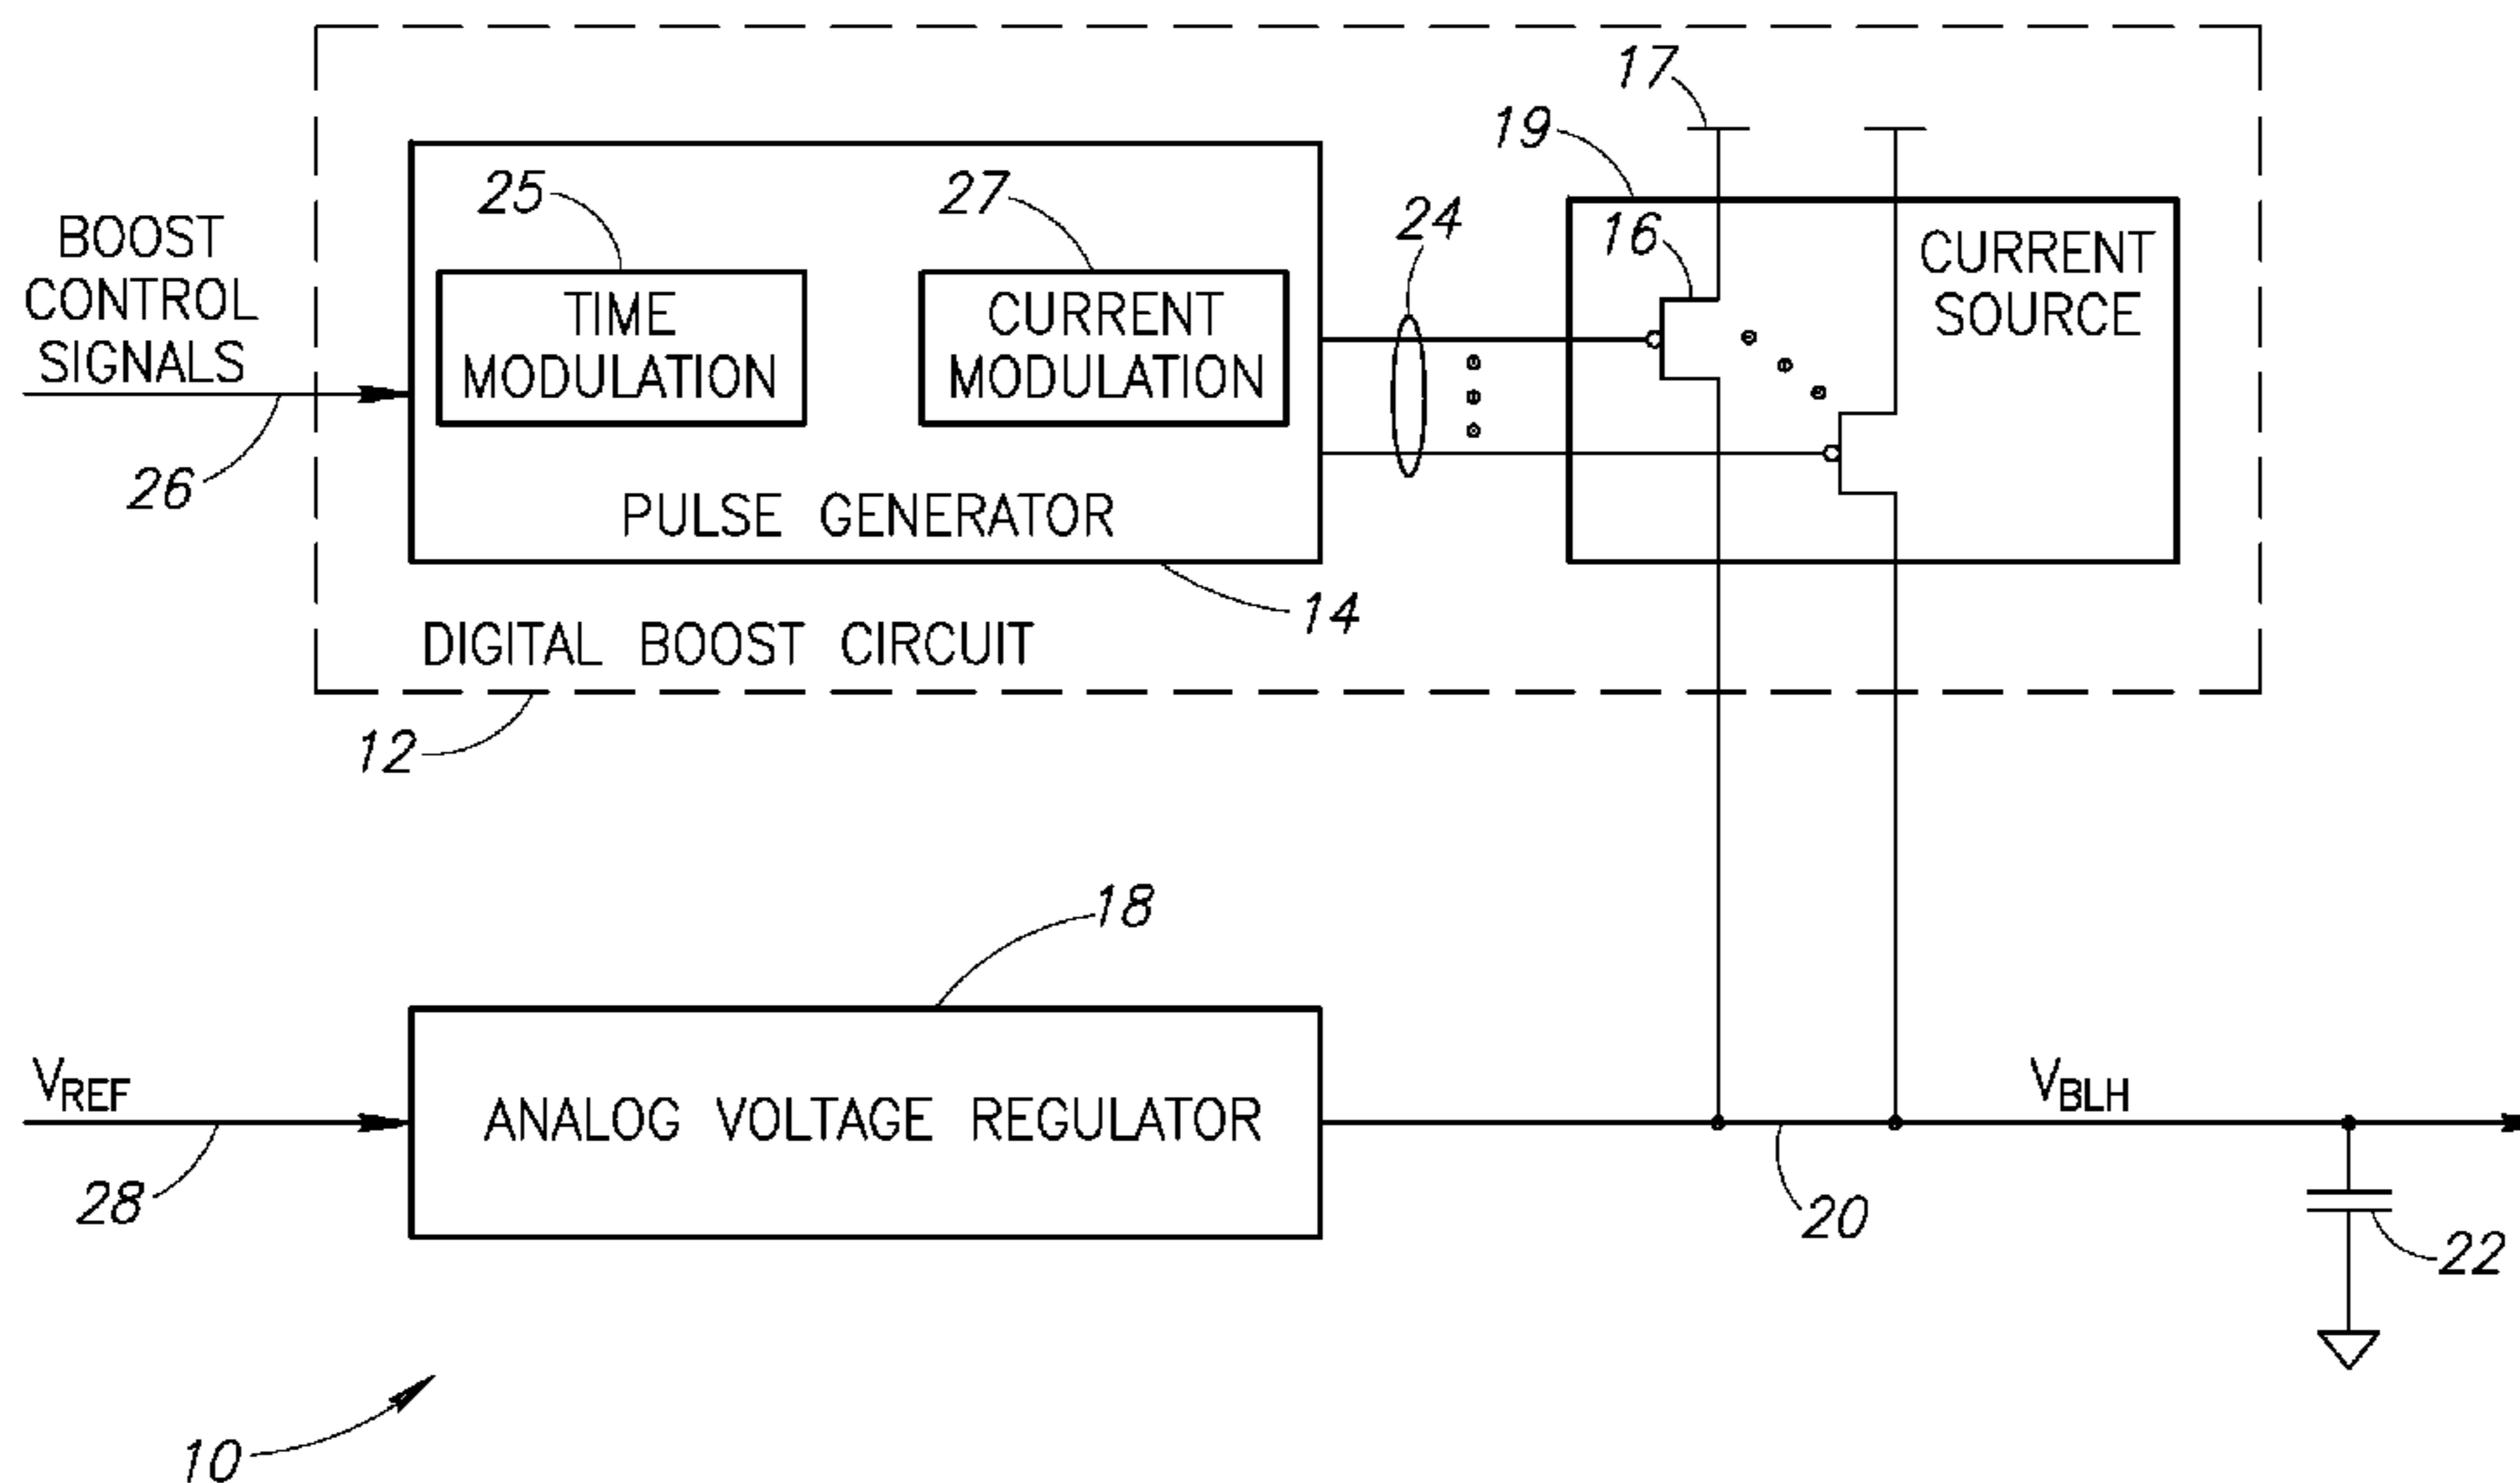 17
19
25
27
24
16
BOOST
CONTROL
SIGNALS
TIME
MODULATION
CURRENT
MODULATION
CURRENT
SOURCE
26
PULSE GENERATOR
14
DIGITAL BOOST CIRCUIT
12
18
VREF
ANALOG VOLTAGE REGULATOR
VBLH
28
20
22
10